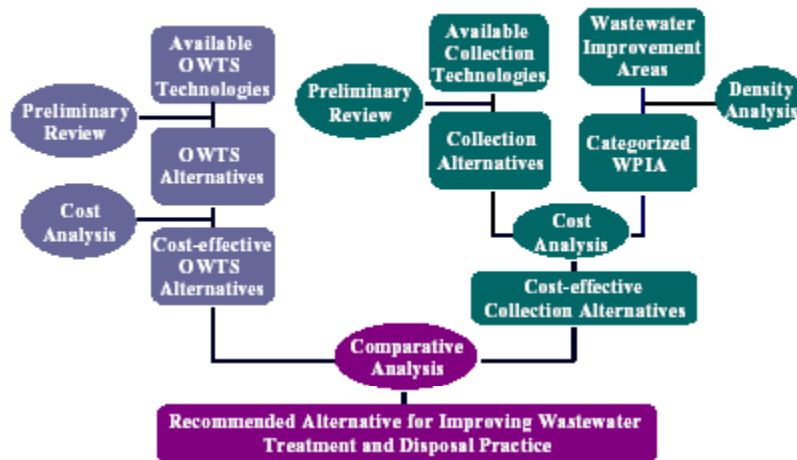 Available
OWTS
Technologies
Preliminary
Review
OWTS
Alternatives
Cost
Analysis
Cost-effective
OWTS
Alternatives
Available
Collection
Technologies
Preliminary
Review
Collection
Alternatives
Wastewater
Improvement
Areas
Density
Analysis
Categorized
WPIA
Cost
Analysis
Cost-effective
Collection Alternatives
Comparative
Analysis
Recommended Alternative for Improving Wastewater
Treatment and Disposal Practice